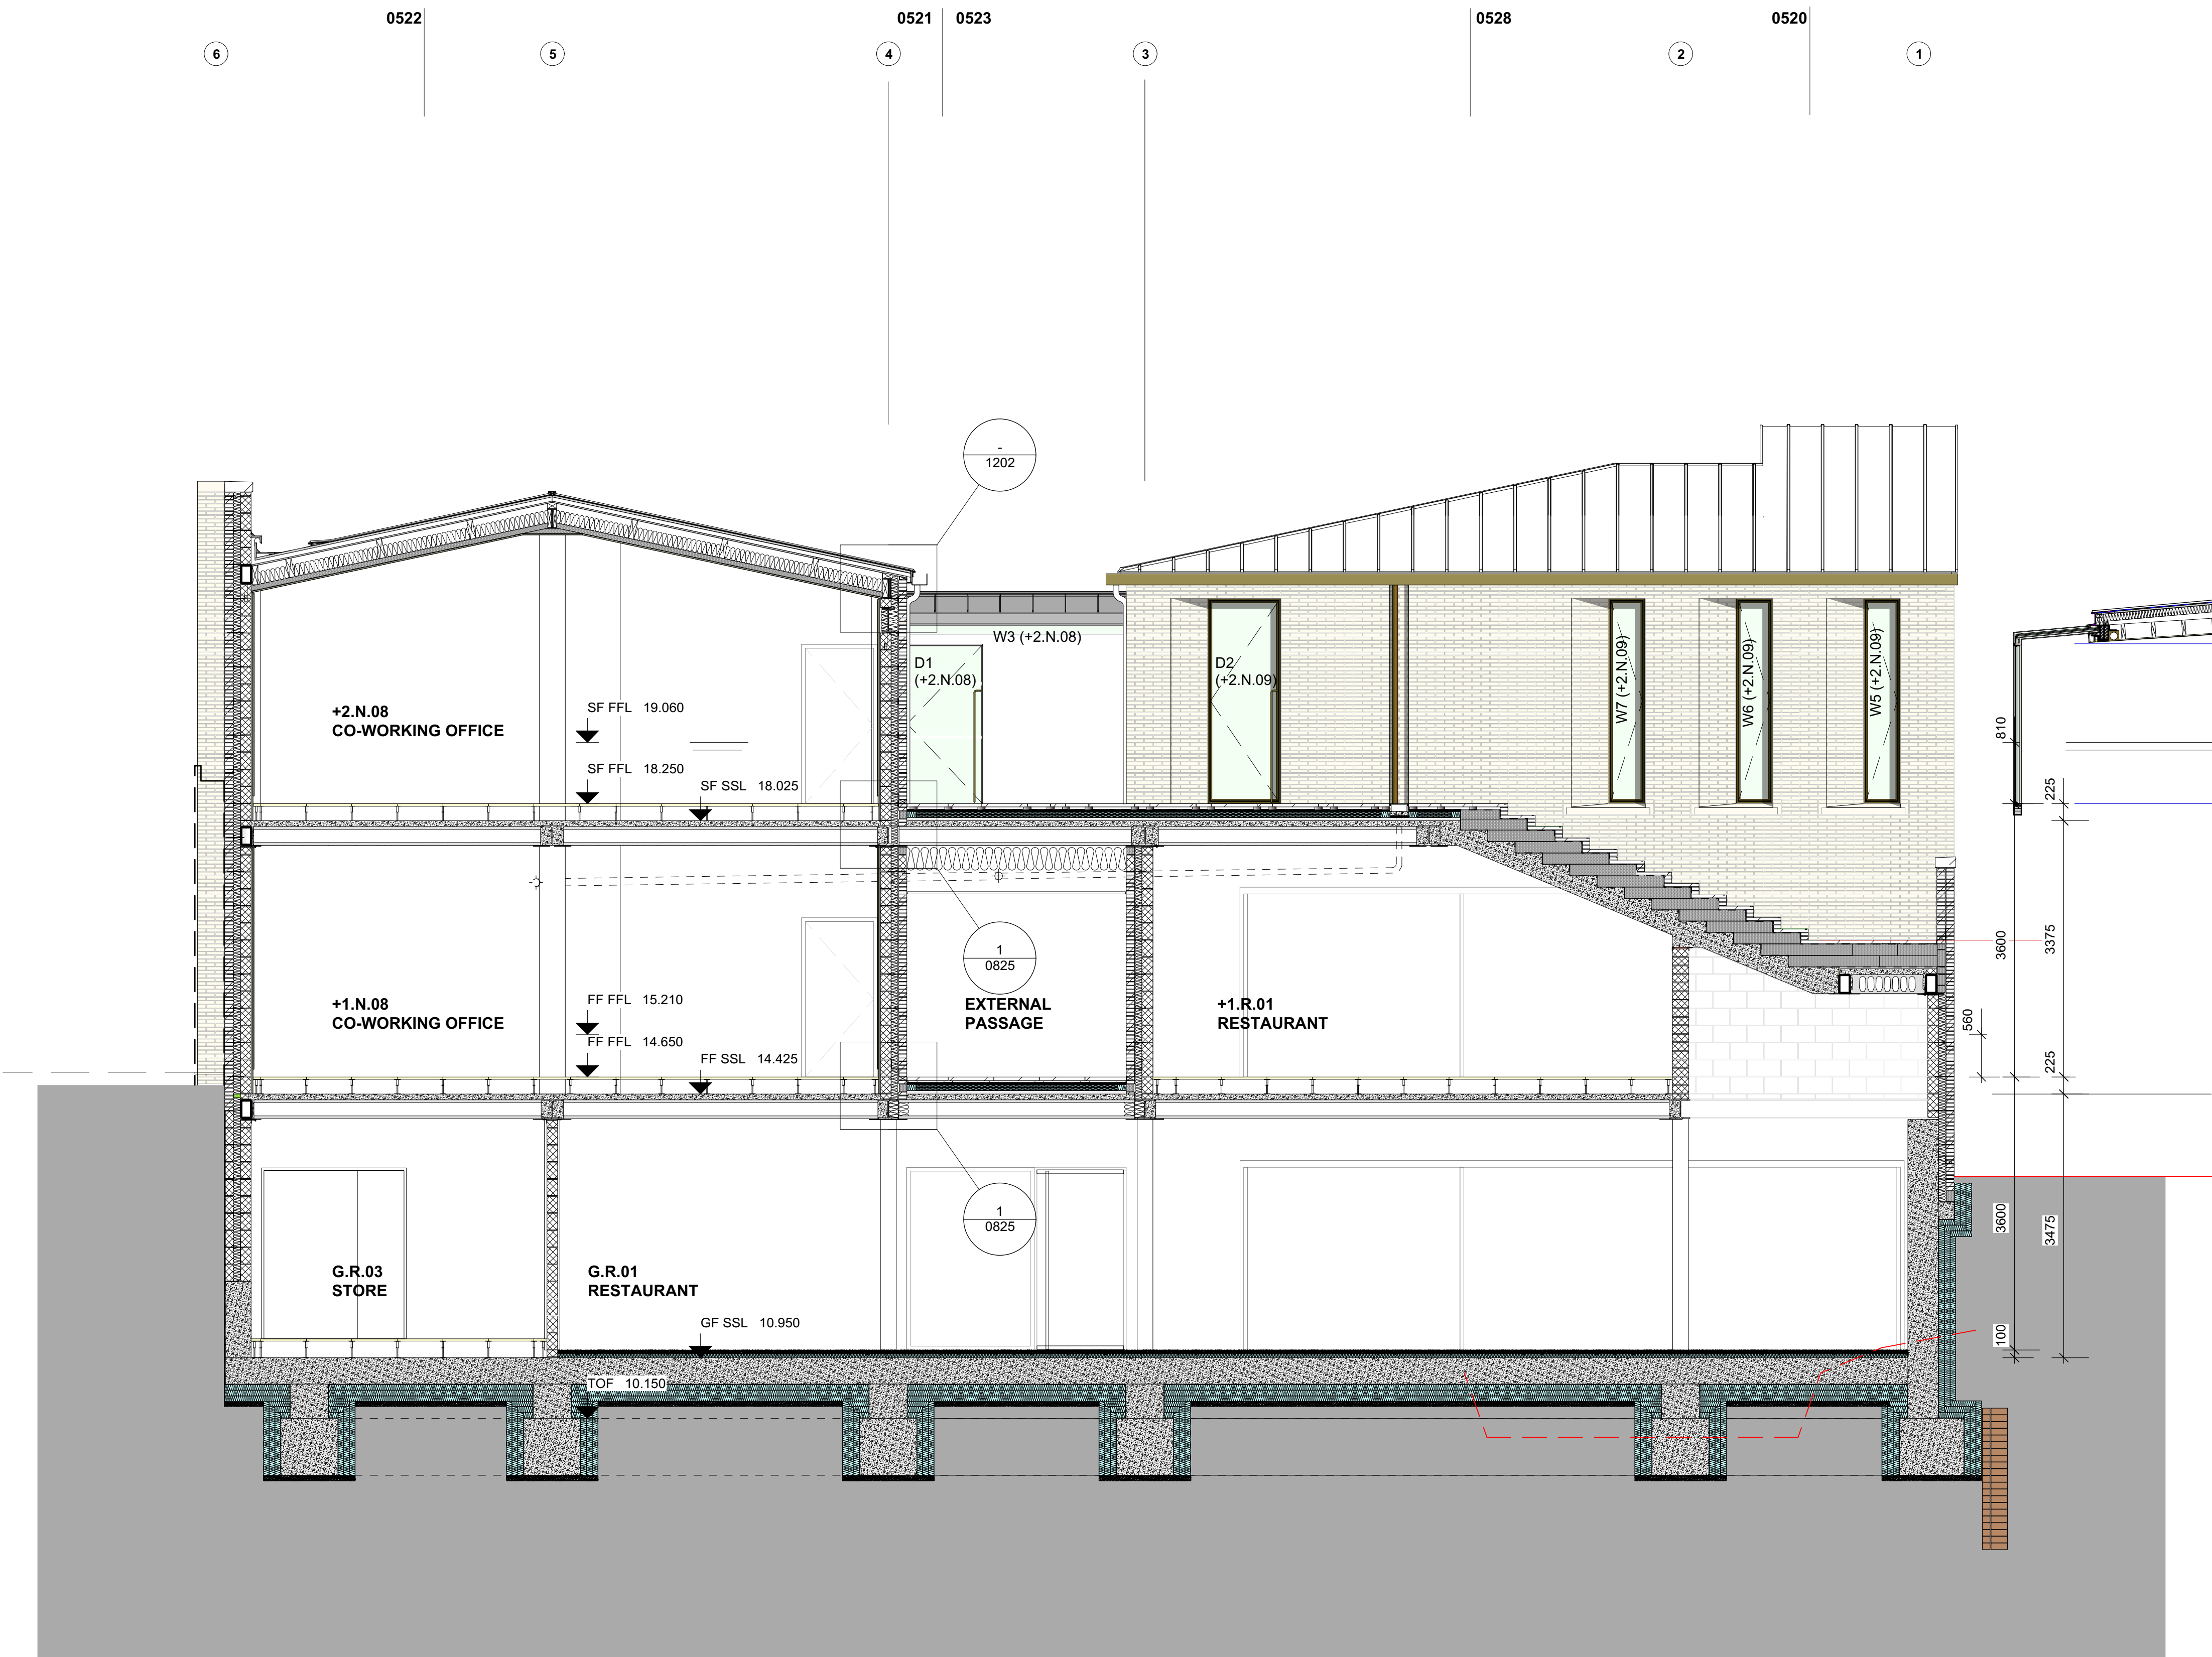 0522
0521
0523
0528
0520
6
5
4
3
2
1
-
1202
W3 (+2.N.08)
D1
(+2.N.08)
D2
(+2.N.09)
W7 (+2.N.09)
W6 (+2.N.09)
W5 (+2.N.09)
+2.N.08
CO-WORKING OFFICE
SF FFL 19.060
SF FFL 18.250
SF SSL 18.025
810
225
3600
3375
1
0825
+1.N.08
CO-WORKING OFFICE
FF FFL 15.210
FF FFL 14.650
FF SSL 14.425
EXTERNAL
PASSAGE
+1.R.01
RESTAURANT
560
225
1
0825
3600
3475
G.R.03
STORE
G.R.01
RESTAURANT
GF SSL 10.950
100
TOF 10.150